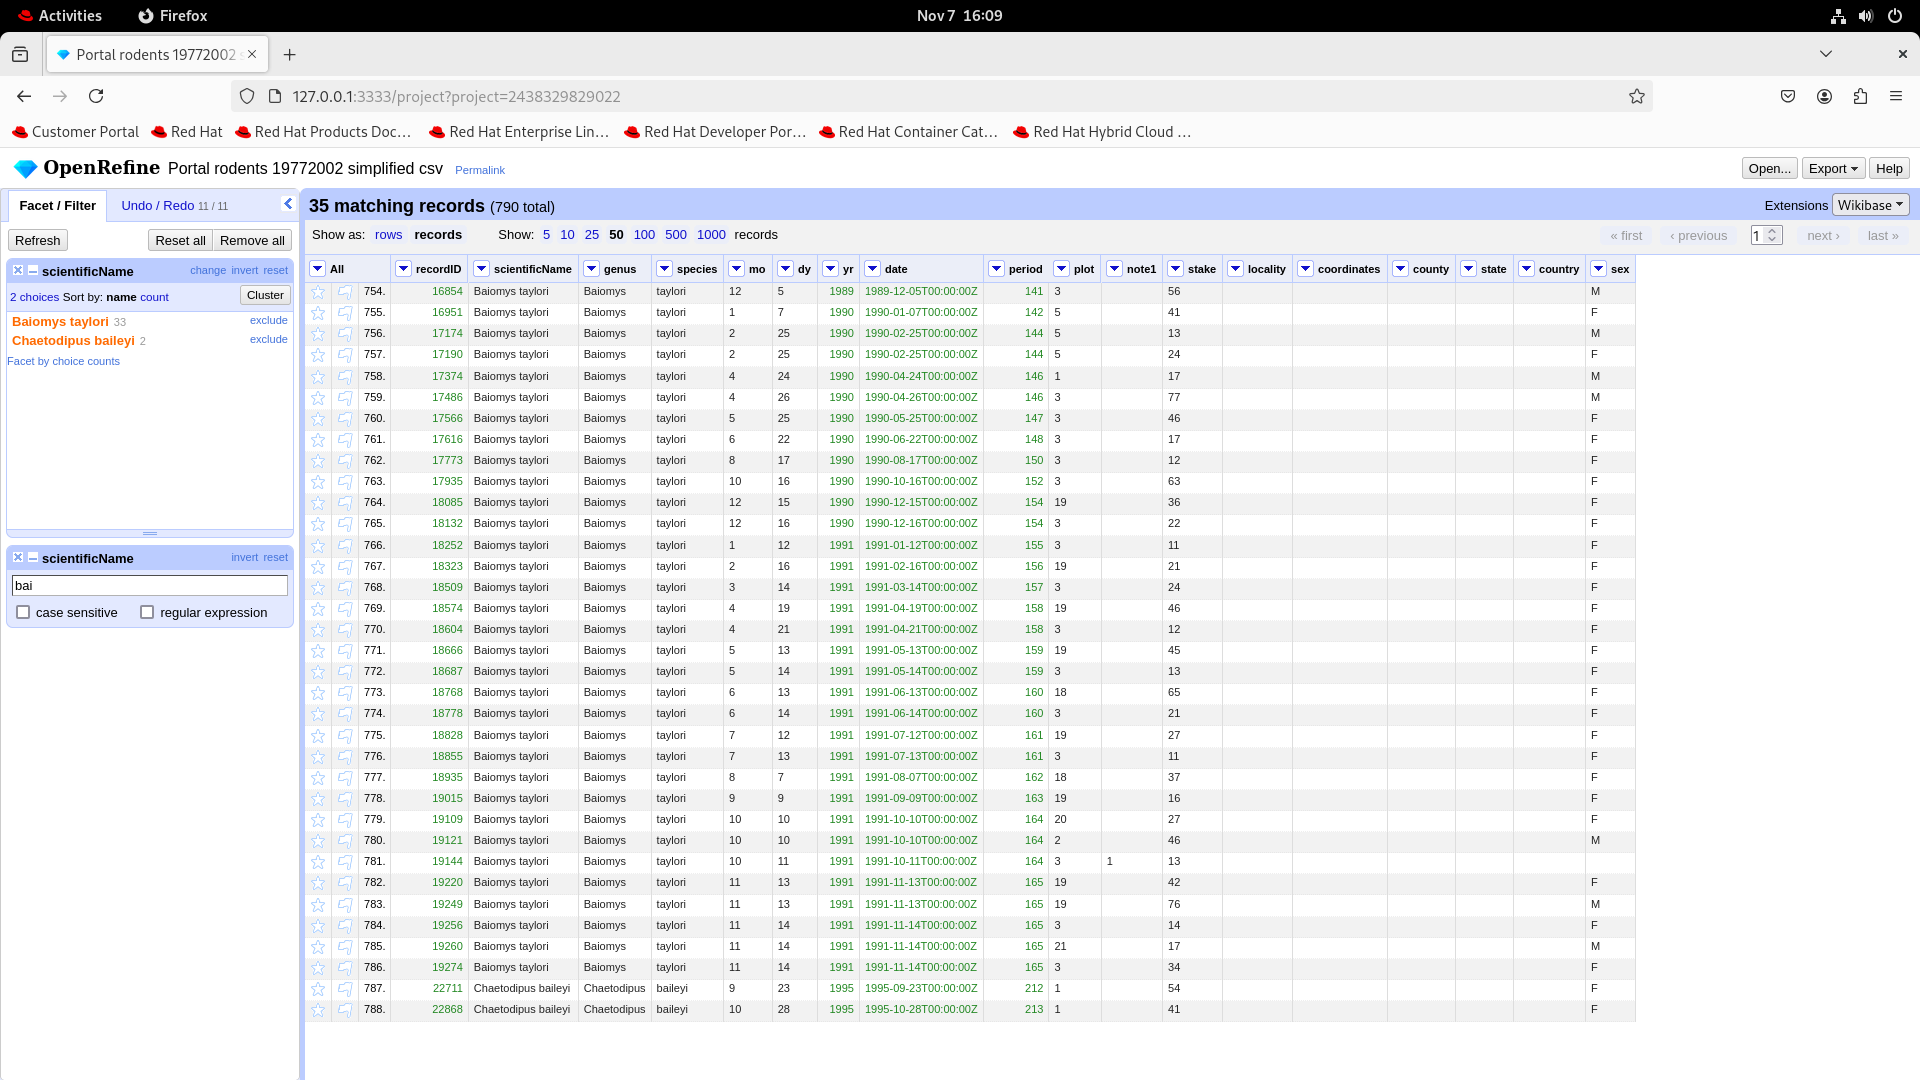 Activities Firefox Nov 7 16:09
Portal rodents 19772002 s
127.0.0.1:3333/project?project=2438329829022
Customer Portal Red Hat Red Hat Products Doc… Red Hat Enterprise Lin… Red Hat Developer Por… Red Hat Container Cat… Red Hat Hybrid Cloud …
OpenRefine Portal rodents 19772002 simplified csv Permalink Open... Export Help
Facet / Filter Undo / Redo 11 / 11
Refresh Reset all Remove all
scientificName change invert reset
2 choices Sort by: name count Cluster
Baiomys taylori 33 exclude
Chaetodipus baileyi 2 exclude
Facet by choice counts
scientificName invert reset
bai
case sensitive regular expression
35 matching records (790 total) Extensions Wikibase
Show as: rows records Show: 5 10 25 50 100 500 1000 records « first ‹ previous 1 next › last »
All recordID scientificName genus species mo dy yr date period plot note1 stake locality coordinates county state country sex
754. 16854 Baiomys taylori Baiomys taylori 12 5 1989 1989-12-05T00:00:00Z 141 3 56 M
755. 16951 Baiomys taylori Baiomys taylori 1 7 1990 1990-01-07T00:00:00Z 142 5 41 F
756. 17174 Baiomys taylori Baiomys taylori 2 25 1990 1990-02-25T00:00:00Z 144 5 13 M
757. 17190 Baiomys taylori Baiomys taylori 2 25 1990 1990-02-25T00:00:00Z 144 5 24 F
758. 17374 Baiomys taylori Baiomys taylori 4 24 1990 1990-04-24T00:00:00Z 146 1 17 M
759. 17486 Baiomys taylori Baiomys taylori 4 26 1990 1990-04-26T00:00:00Z 146 3 77 M
760. 17566 Baiomys taylori Baiomys taylori 5 25 1990 1990-05-25T00:00:00Z 147 3 46 F
761. 17616 Baiomys taylori Baiomys taylori 6 22 1990 1990-06-22T00:00:00Z 148 3 17 F
762. 17773 Baiomys taylori Baiomys taylori 8 17 1990 1990-08-17T00:00:00Z 150 3 12 F
763. 17935 Baiomys taylori Baiomys taylori 10 16 1990 1990-10-16T00:00:00Z 152 3 63 F
764. 18085 Baiomys taylori Baiomys taylori 12 15 1990 1990-12-15T00:00:00Z 154 19 36 F
765. 18132 Baiomys taylori Baiomys taylori 12 16 1990 1990-12-16T00:00:00Z 154 3 22 F
766. 18252 Baiomys taylori Baiomys taylori 1 12 1991 1991-01-12T00:00:00Z 155 3 11 F
767. 18323 Baiomys taylori Baiomys taylori 2 16 1991 1991-02-16T00:00:00Z 156 19 21 F
768. 18509 Baiomys taylori Baiomys taylori 3 14 1991 1991-03-14T00:00:00Z 157 3 24 F
769. 18574 Baiomys taylori Baiomys taylori 4 19 1991 1991-04-19T00:00:00Z 158 19 46 F
770. 18604 Baiomys taylori Baiomys taylori 4 21 1991 1991-04-21T00:00:00Z 158 3 12 F
771. 18666 Baiomys taylori Baiomys taylori 5 13 1991 1991-05-13T00:00:00Z 159 19 45 F
772. 18687 Baiomys taylori Baiomys taylori 5 14 1991 1991-05-14T00:00:00Z 159 3 13 F
773. 18768 Baiomys taylori Baiomys taylori 6 13 1991 1991-06-13T00:00:00Z 160 18 65 F
774. 18778 Baiomys taylori Baiomys taylori 6 14 1991 1991-06-14T00:00:00Z 160 3 21 F
775. 18828 Baiomys taylori Baiomys taylori 7 12 1991 1991-07-12T00:00:00Z 161 19 27 F
776. 18855 Baiomys taylori Baiomys taylori 7 13 1991 1991-07-13T00:00:00Z 161 3 11 F
777. 18935 Baiomys taylori Baiomys taylori 8 7 1991 1991-08-07T00:00:00Z 162 18 37 F
778. 19015 Baiomys taylori Baiomys taylori 9 9 1991 1991-09-09T00:00:00Z 163 19 16 F
779. 19109 Baiomys taylori Baiomys taylori 10 10 1991 1991-10-10T00:00:00Z 164 20 27 F
780. 19121 Baiomys taylori Baiomys taylori 10 10 1991 1991-10-10T00:00:00Z 164 2 46 M
781. 19144 Baiomys taylori Baiomys taylori 10 11 1991 1991-10-11T00:00:00Z 164 3 1 13
782. 19220 Baiomys taylori Baiomys taylori 11 13 1991 1991-11-13T00:00:00Z 165 19 42 F
783. 19249 Baiomys taylori Baiomys taylori 11 13 1991 1991-11-13T00:00:00Z 165 19 76 M
784. 19256 Baiomys taylori Baiomys taylori 11 14 1991 1991-11-14T00:00:00Z 165 3 14 F
785. 19260 Baiomys taylori Baiomys taylori 11 14 1991 1991-11-14T00:00:00Z 165 21 17 M
786. 19274 Baiomys taylori Baiomys taylori 11 14 1991 1991-11-14T00:00:00Z 165 3 34 F
787. 22711 Chaetodipus baileyi Chaetodipus baileyi 9 23 1995 1995-09-23T00:00:00Z 212 1 54 F
788. 22868 Chaetodipus baileyi Chaetodipus baileyi 10 28 1995 1995-10-28T00:00:00Z 213 1 41 F